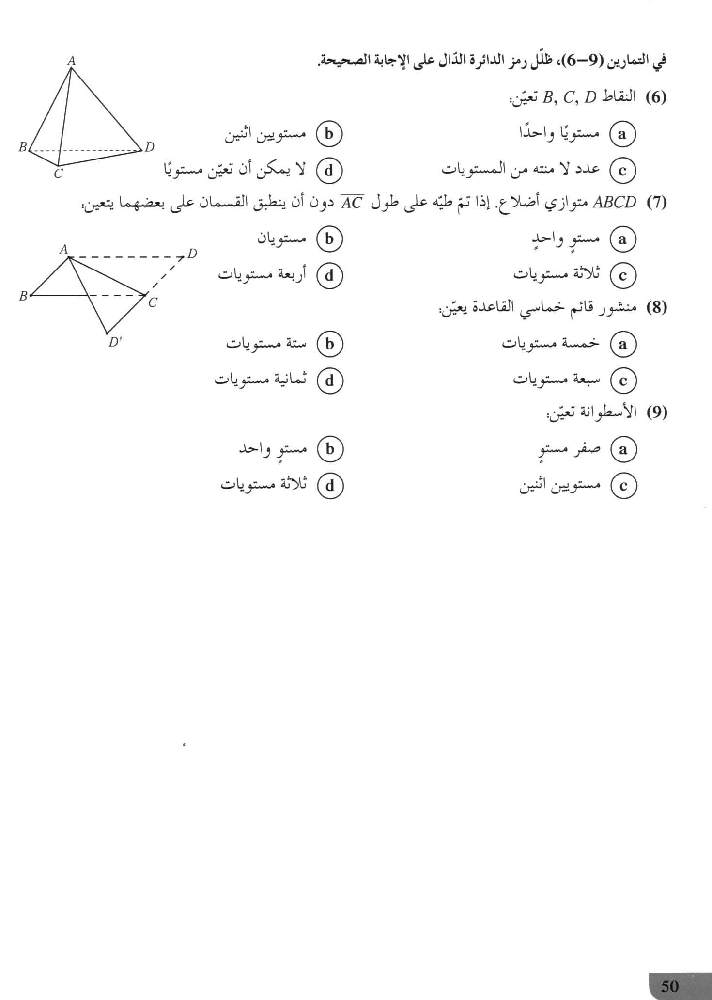 في التمارين (9–6)، ظلّل رمز الدائرة الدّال على الإجابة الصحيحة.
(6) النقاط B, C, D تعيّن:
a مستويًا واحدًا b مستويين اثنين
c عدد لا منته من المستويات d لا يمكن أن تعيّن مستويًا
A
B
D
C
(7) ABCD متوازي أضلاع. إذا تمّ طيّه على طول AC دون أن ينطبق القسمان على بعضهما يتعين:
a مستوٍ واحدٍ b مستويان
c ثلاثة مستويات d أربعة مستويات
A
D
B
C
D'
(8) منشور قائم خماسي القاعدة يعيّن:
a خمسة مستويات b ستة مستويات
c سبعة مستويات d ثمانية مستويات
(9) الأسطوانة تعيّن:
a صفر مستوٍ b مستوٍ واحد
c مستويين اثنين d ثلاثة مستويات
50